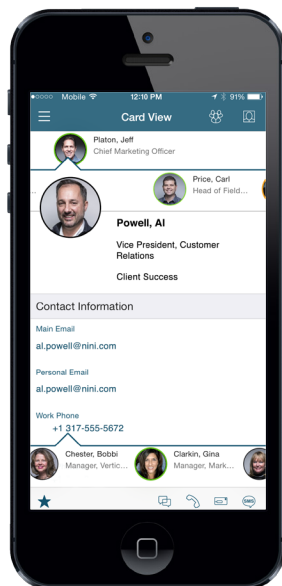 Mobile 12:10 PM 91%
Card View
Platon, Jeff
Chief Marketing Officer
Price, Carl
... Head of Field...
Powell, Al
Vice President, Customer
Relations
Client Success
Contact Information
Main Email
al.powell@nini.com
Personal Email
al.powell@nini.com
Work Phone
+1 317-555-5672
Chester, Bobbi
Manager, Vertic...
Clarkin, Gina
Manager, Mark...
SMS